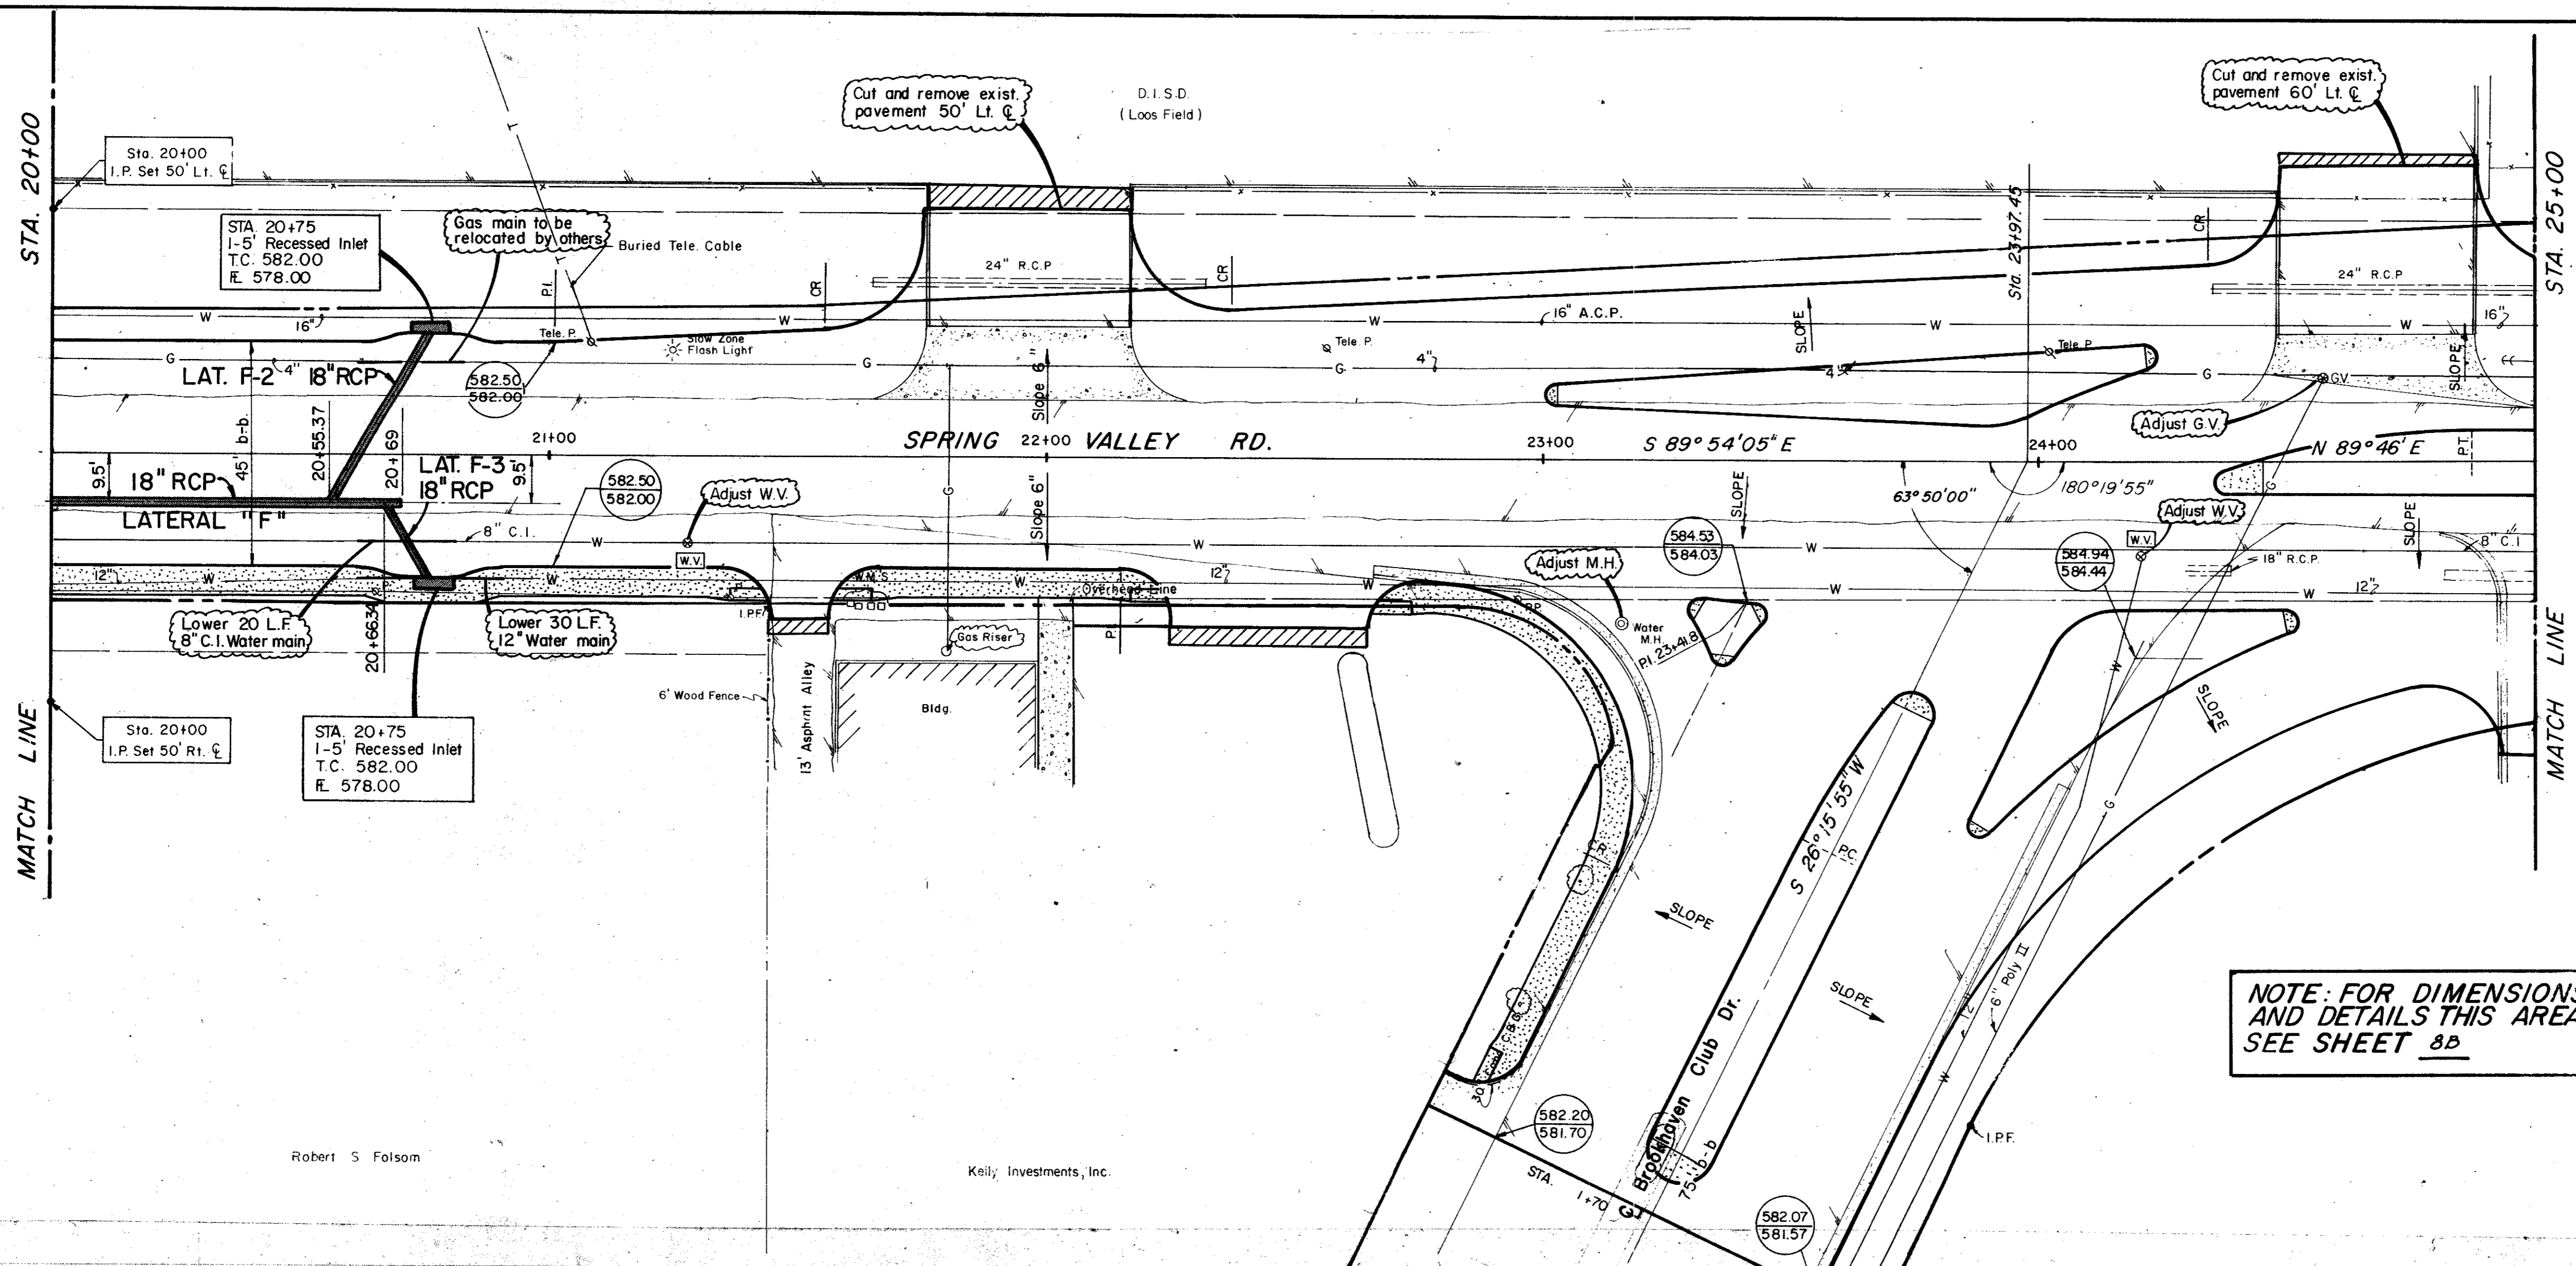 STA. 20+00
MATCH LINE
Sta. 20+00
I.P. Set 50' Lt. ℄
STA. 20+75
1-5' Recessed Inlet
T.C. 582.00
FL 578.00
Gas main to be
relocated by others
Buried Tele. Cable
T
T
P.I.
CR
Cut and remove exist.
pavement 50' Lt. ℄
D.I.S.D.
(Loos Field)
24" R.C.P
CR
Cut and remove exist.
pavement 60' Lt. ℄
Sta. 23+97.45
CR
24" R.C.P
STA. 25+00
MATCH LINE
W
16"
W
W
16" A.C.P.
SLOPE
W
W
16"
Tele. P.
Slow Zone
Flash Light
Tele. P.
Tele. P.
G
4"
G
G
4"
4"
G
GV
SLOPE
LAT. F-2
18" RCP
582.50
582.00
Slope 6"
Adjust G.V.
45' b-b.
20+55.37
20+69
21+00
SPRING VALLEY RD.
22+00
23+00
S 89°54'05" E
24+00
N 89°46' E
P.T.
9.5'
18" RCP
LATERAL "F"
LAT. F-3
18" RCP
9.5'
582.50
582.00
Adjust W.V.
W.V.
G
Slope 6"
SLOPE
63°50'00"
180°19'55"
G
Adjust W.V.
W.V.
SLOPE
8" C.I.
W
W
584.53
584.03
W
584.94
584.44
18" R.C.P.
8" C.I
12"
W
W
W.M.S.
W
12"
W
W
12"
W
Overhead Line
I.P.F.
P.I.
Adjust M.H.
P.P.
Water
M.H.
P.I. 23+41.8
Lower 20 L.F.
8" C.I. Water main
20+66.34
Lower 30 L.F.
12" Water main
Gas Riser
6' Wood Fence
13' Asphalt Alley
Bldg.
Sta. 20+00
I.P. Set 50' Rt. ℄
STA. 20+75
1-5' Recessed Inlet
T.C. 582.00
FL 578.00
W
SLOPE
S 26°15'55" W
P.C.
G
C.R.
SLOPE
SLOPE
12"
6" Poly II
W
Brookhaven Club Dr.
75' b-b
582.20
581.70
STA. 1+70
582.07
581.57
I.P.F.
NOTE: FOR DIMENSIONS
AND DETAILS THIS AREA
SEE SHEET 8B
Robert S Folsom
Kelly Investments, Inc.